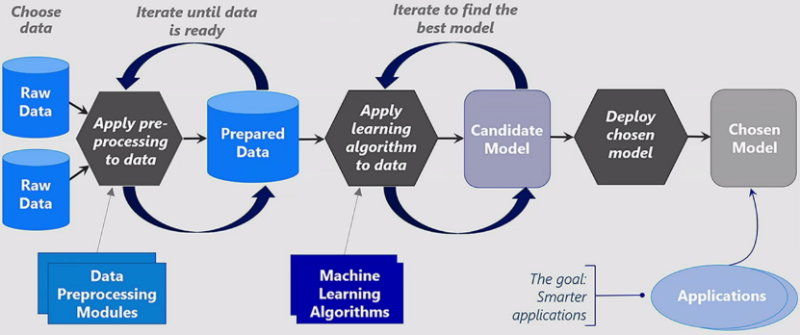 Choose
data
Iterate until data
is ready
Iterate to find the
best model
Raw
Data
Raw
Data
Apply pre-
processing
to data
Prepared
Data
Apply
learning
algorithm
to data
Candidate
Model
Deploy
chosen
model
Chosen
Model
Data
Preprocessing
Modules
Machine
Learning
Algorithms
The goal:
Smarter
applications
Applications